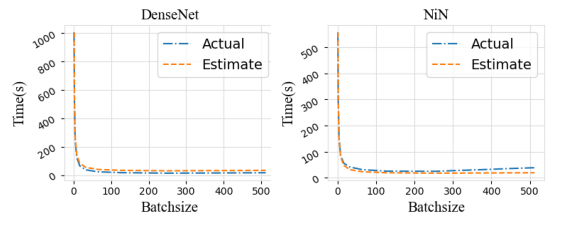 DenseNet
1000
800
600
400
200
0
Time(s)
Actual
Estimate
0 100 200 300 400 500
Batchsize
NiN
500
400
300
200
100
0
Time(s)
Actual
Estimate
0 100 200 300 400 500
Batchsize